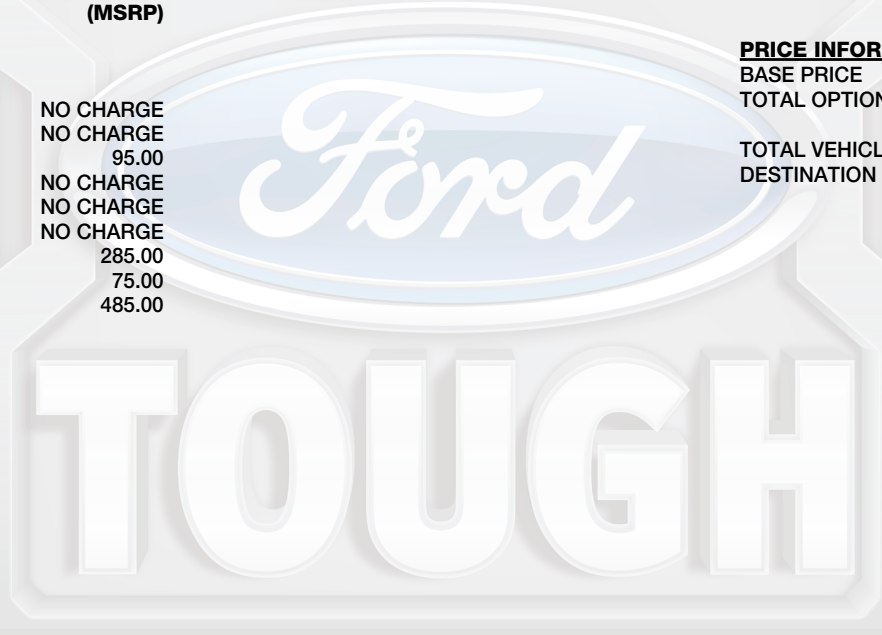 (MSRP)
NO CHARGE
NO CHARGE
95.00
NO CHARGE
NO CHARGE
NO CHARGE
285.00
75.00
485.00
PRICE INFOR
BASE PRICE
TOTAL OPTION
TOTAL VEHICL
DESTINATION
Ford
TOUGH